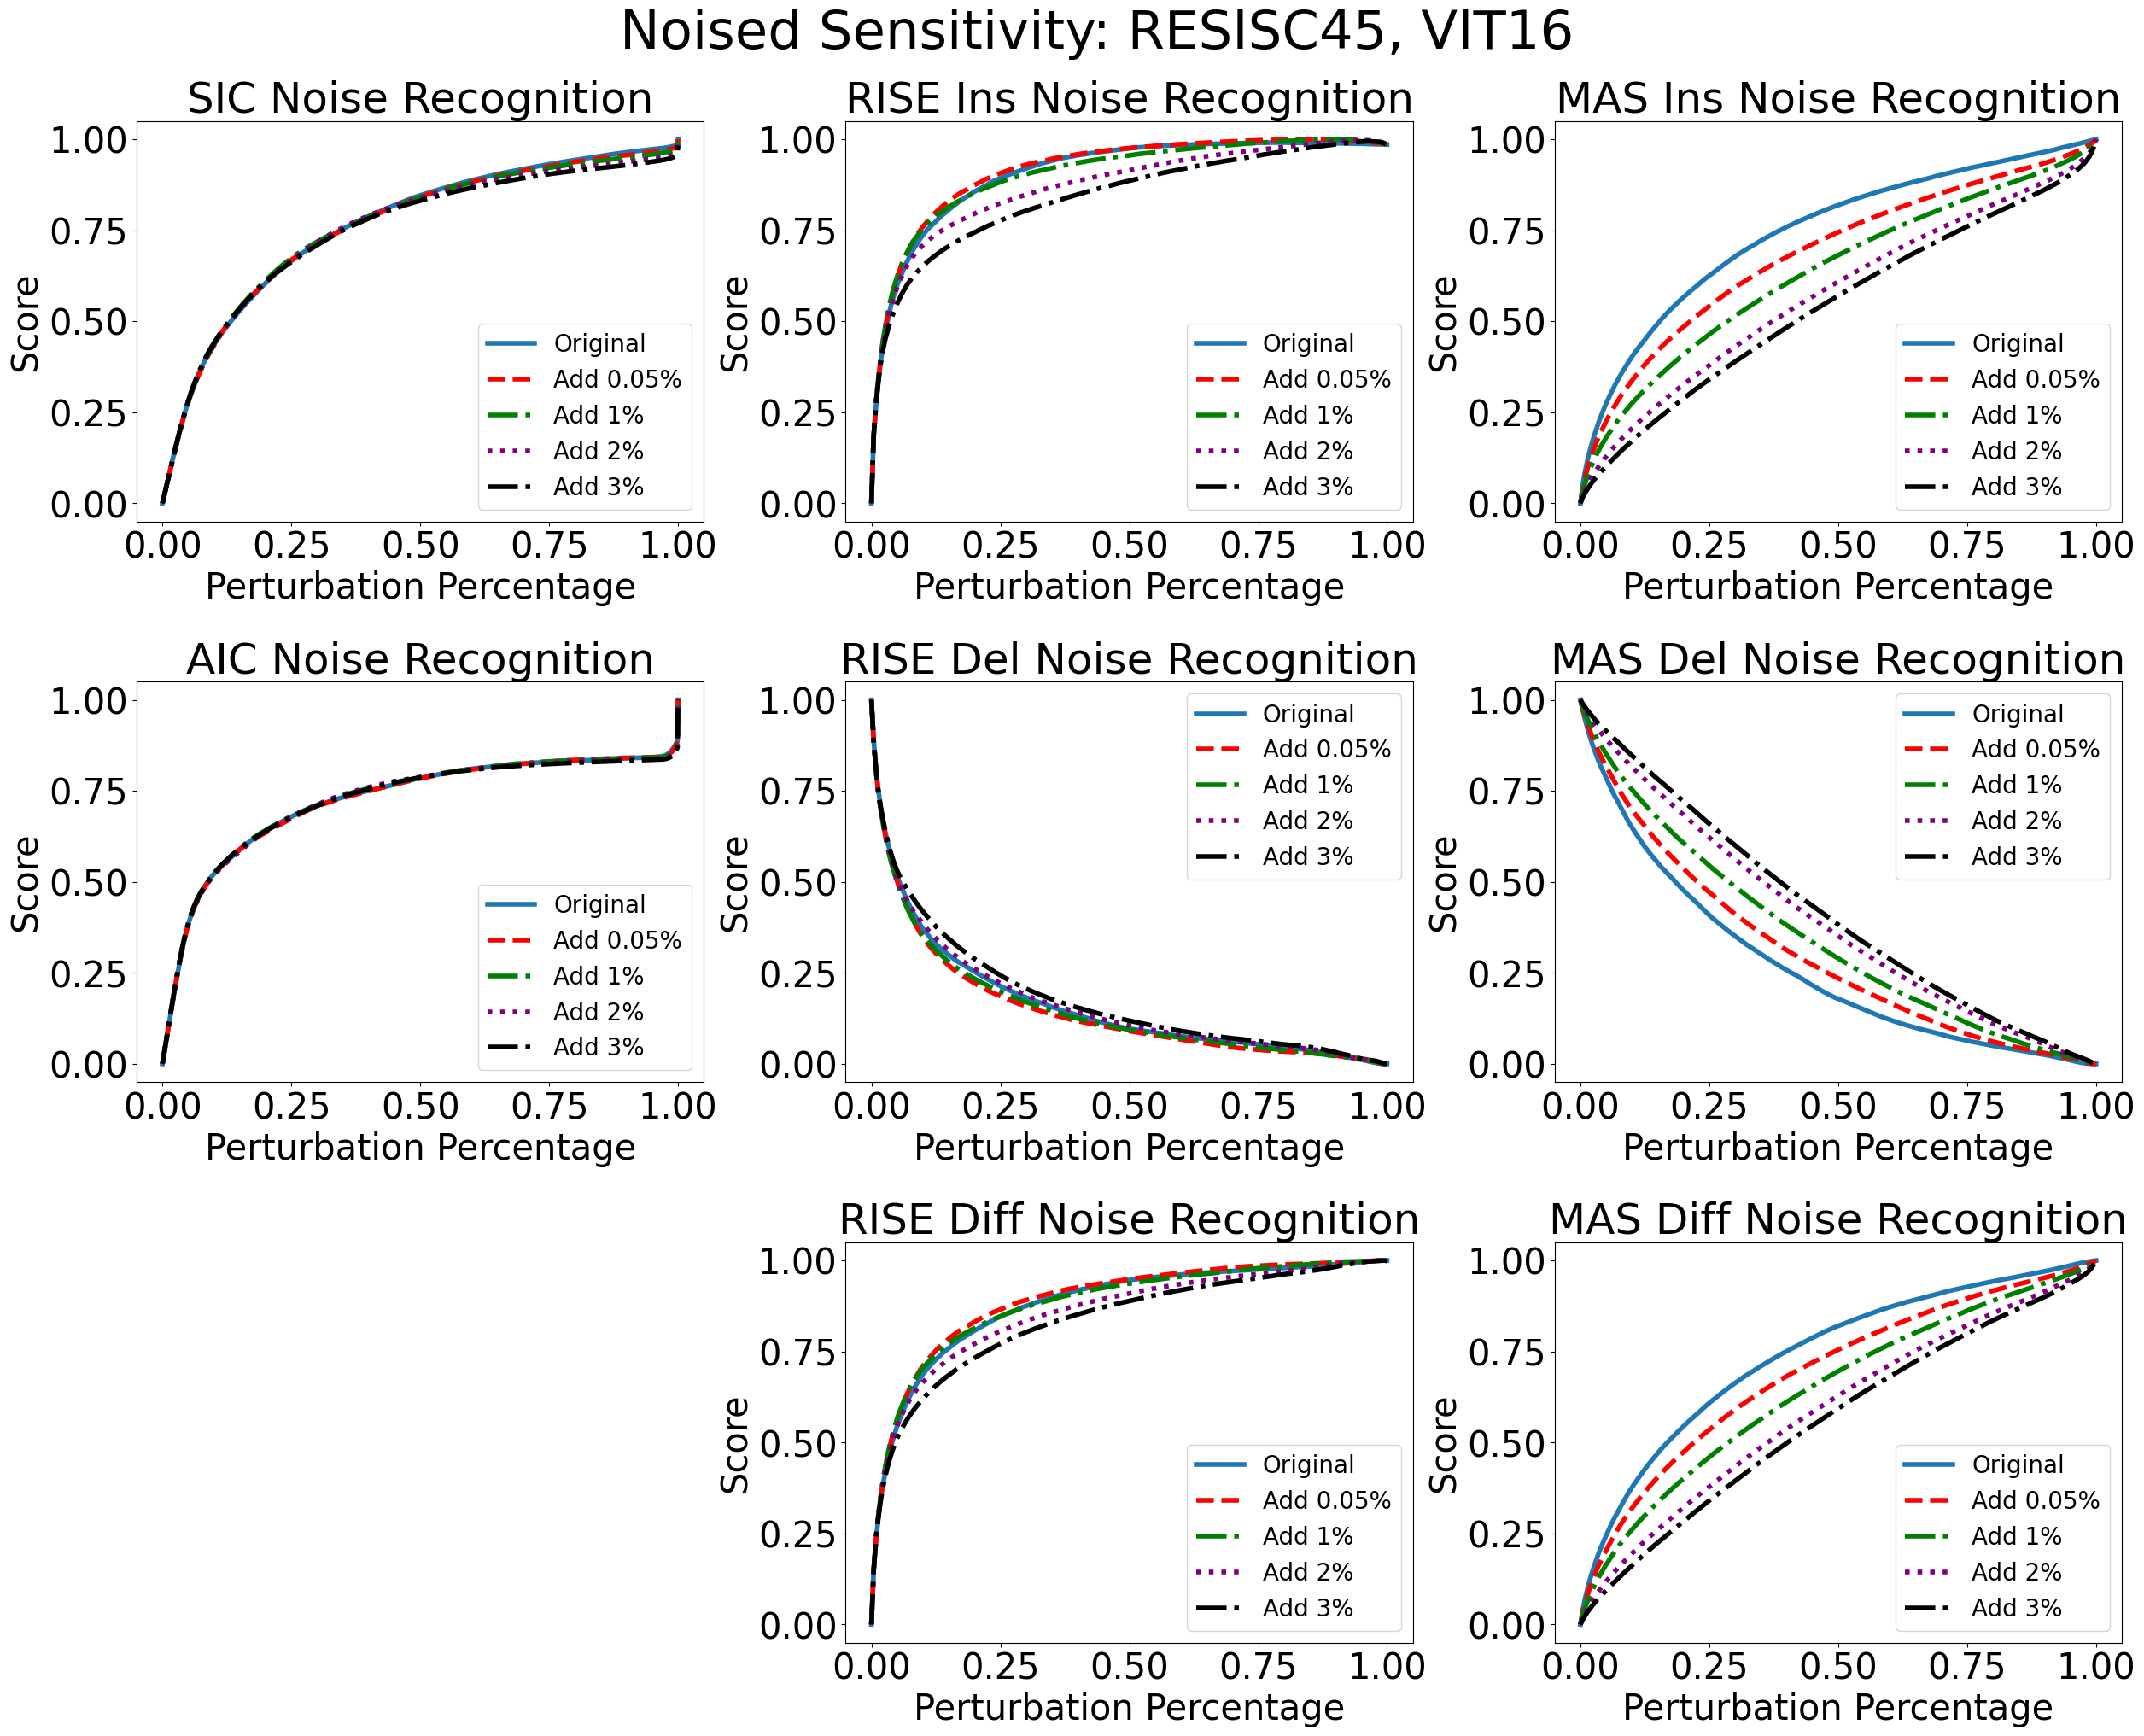 Noised Sensitivity: RESISC45, VIT16
SIC Noise Recognition
1.00
0.75
0.50
0.25
0.00
Score
0.00 0.25 0.50 0.75 1.00
Perturbation Percentage
Original
Add 0.05%
Add 1%
Add 2%
Add 3%
RISE Ins Noise Recognition
1.00
0.75
0.50
0.25
0.00
Score
0.00 0.25 0.50 0.75 1.00
Perturbation Percentage
Original
Add 0.05%
Add 1%
Add 2%
Add 3%
MAS Ins Noise Recognition
1.00
0.75
0.50
0.25
0.00
Score
0.00 0.25 0.50 0.75 1.00
Perturbation Percentage
Original
Add 0.05%
Add 1%
Add 2%
Add 3%
AIC Noise Recognition
1.00
0.75
0.50
0.25
0.00
Score
0.00 0.25 0.50 0.75 1.00
Perturbation Percentage
Original
Add 0.05%
Add 1%
Add 2%
Add 3%
RISE Del Noise Recognition
1.00
0.75
0.50
0.25
0.00
Score
0.00 0.25 0.50 0.75 1.00
Perturbation Percentage
Original
Add 0.05%
Add 1%
Add 2%
Add 3%
MAS Del Noise Recognition
1.00
0.75
0.50
0.25
0.00
Score
0.00 0.25 0.50 0.75 1.00
Perturbation Percentage
Original
Add 0.05%
Add 1%
Add 2%
Add 3%
RISE Diff Noise Recognition
1.00
0.75
0.50
0.25
0.00
Score
0.00 0.25 0.50 0.75 1.00
Perturbation Percentage
Original
Add 0.05%
Add 1%
Add 2%
Add 3%
MAS Diff Noise Recognition
1.00
0.75
0.50
0.25
0.00
Score
0.00 0.25 0.50 0.75 1.00
Perturbation Percentage
Original
Add 0.05%
Add 1%
Add 2%
Add 3%